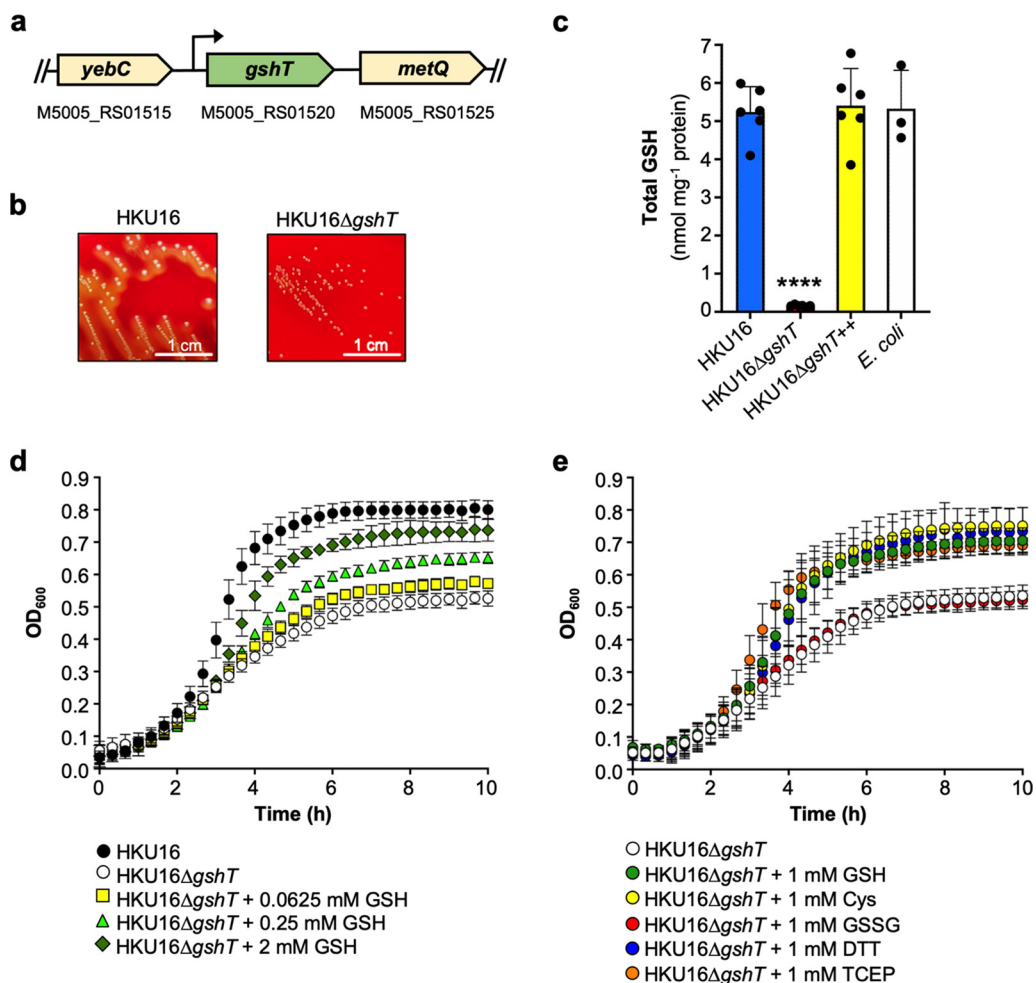 a
// yebC gshT metQ //
M5005_RS01515 M5005_RS01520 M5005_RS01525
b
HKU16 HKU16ΔgshT
1 cm 1 cm
c
Total GSH
(nmol mg⁻¹ protein)
7
6
5
4
3
2
1
0
****
HKU16
HKU16ΔgshT
HKU16ΔgshT++
E. coli
d
OD₆₀₀
0.9
0.8
0.7
0.6
0.5
0.4
0.3
0.2
0.1
0.0
0 2 4 6 8 10
Time (h)
HKU16
HKU16ΔgshT
HKU16ΔgshT + 0.0625 mM GSH
HKU16ΔgshT + 0.25 mM GSH
HKU16ΔgshT + 2 mM GSH
e
OD₆₀₀
0.9
0.8
0.7
0.6
0.5
0.4
0.3
0.2
0.1
0.0
0 2 4 6 8 10
Time (h)
HKU16ΔgshT
HKU16ΔgshT + 1 mM GSH
HKU16ΔgshT + 1 mM Cys
HKU16ΔgshT + 1 mM GSSG
HKU16ΔgshT + 1 mM DTT
HKU16ΔgshT + 1 mM TCEP